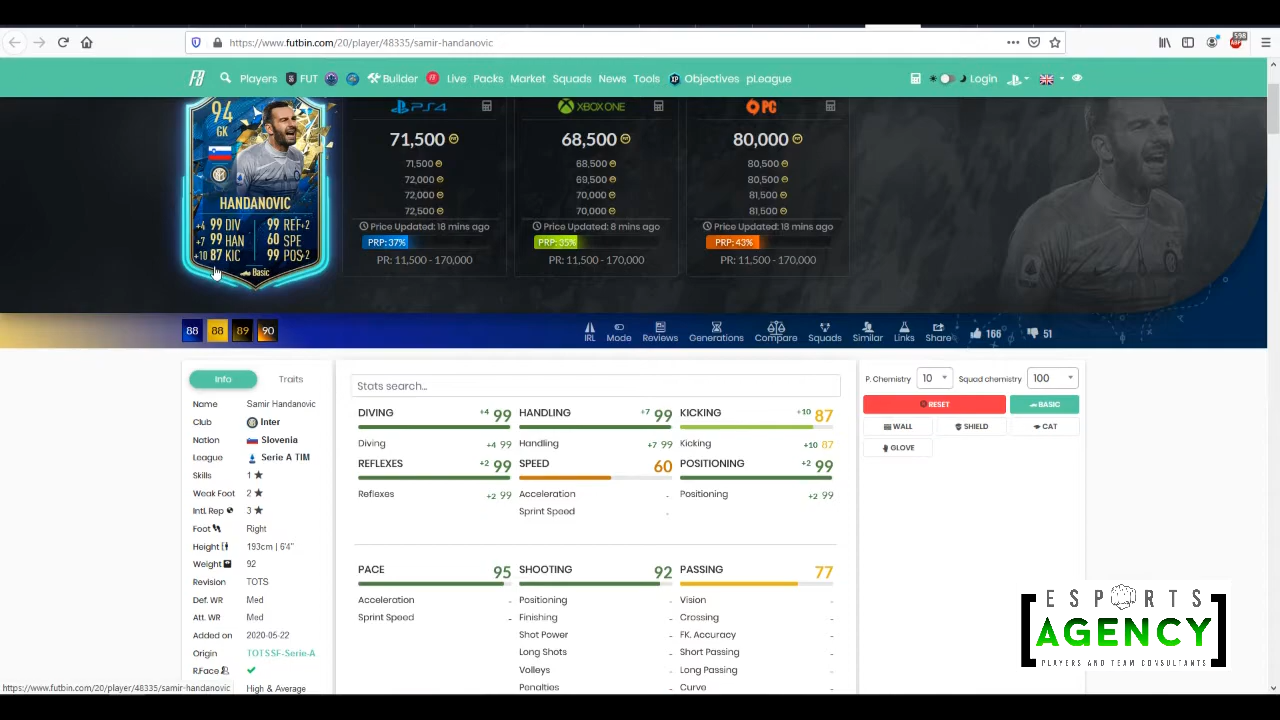 https://www.futbin.com/20/player/48335/samir-handanovic
598
ABP
F8 Players FUT Builder Live Packs Market Squads News Tools Objectives pLeague Login
94
GK
HANDANOVIC
+4 99 DIV 99 REF+2
+7 99 HAN 60 SPE
+10 87 KIC 99 POS+2
Basic
PS4
71,500
71,500
72,000
72,000
72,500
Price Updated: 18 mins ago
PRP: 37%
PR: 11,500 - 170,000
XBOX ONE
68,500
68,500
69,500
70,000
70,000
Price Updated: 8 mins ago
PRP: 35%
PR: 11,500 - 170,000
PC
80,000
80,500
80,500
81,500
81,500
Price Updated: 18 mins ago
PRP: 43%
PR: 11,500 - 170,000
88 88 89 90
IRL Mode Reviews Generations Compare Squads Similar Links Share 166 51
Info Traits
Name Samir Handanovic
Club Inter
Nation Slovenia
League Serie A TIM
Skills 1
Weak Foot 2
Intl. Rep 3
Foot Right
Height 193cm | 6'4"
Weight 92
Revision TOTS
Def. WR Med
Att. WR Med
Added on 2020-05-22
Origin TOTSSF-Serie-A
R.Face
High & Average
Stats search...
DIVING +4 99
Diving +4 99
HANDLING +7 99
Handling +7 99
KICKING +10 87
Kicking +10 87
REFLEXES +2 99
Reflexes +2 99
SPEED 60
Acceleration -
Sprint Speed -
POSITIONING +2 99
Positioning +2 99
PACE 95
Acceleration -
Sprint Speed -
SHOOTING 92
Positioning -
Finishing -
Shot Power -
Long Shots -
Volleys -
Penalties -
PASSING 77
Vision -
Crossing -
FK. Accuracy -
Short Passing -
Long Passing -
Curve -
P. Chemistry 10 Squad chemistry 100
RESET BASIC
WALL SHIELD CAT
GLOVE
ESPORTS
AGENCY
PLAYERS AND TEAM CONSULTANTS
https://www.futbin.com/20/player/48335/samir-handanovic